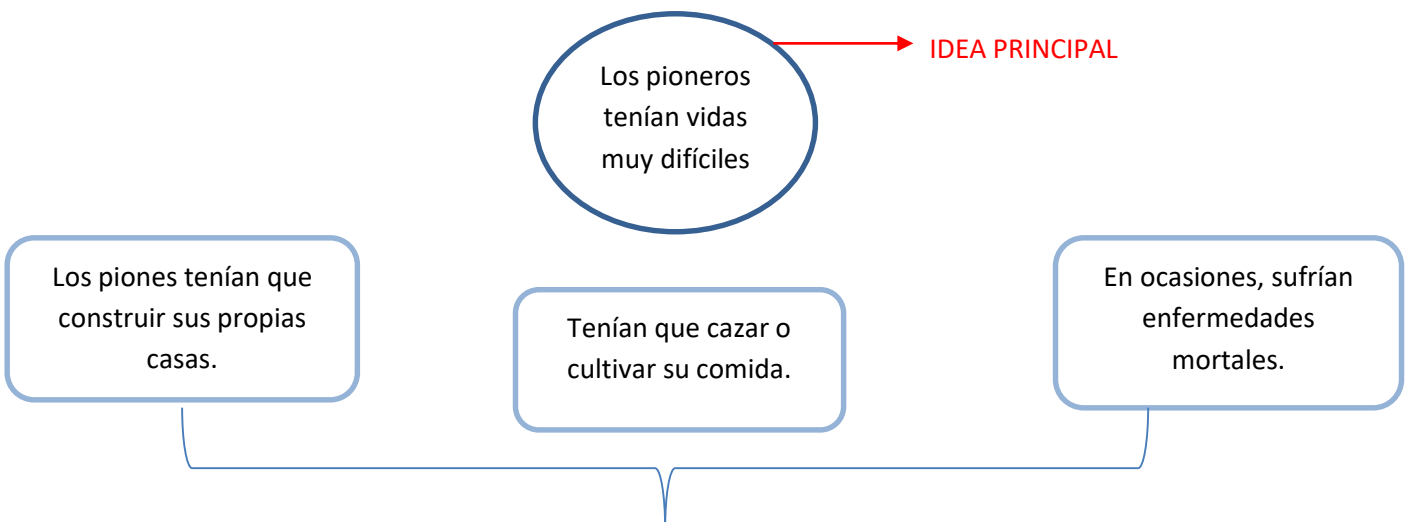 IDEA PRINCIPAL
Los pioneros
tenían vidas
muy difíciles
Los piones tenían que
construir sus propias
casas.
Tenían que cazar o
cultivar su comida.
En ocasiones, sufrían
enfermedades
mortales.